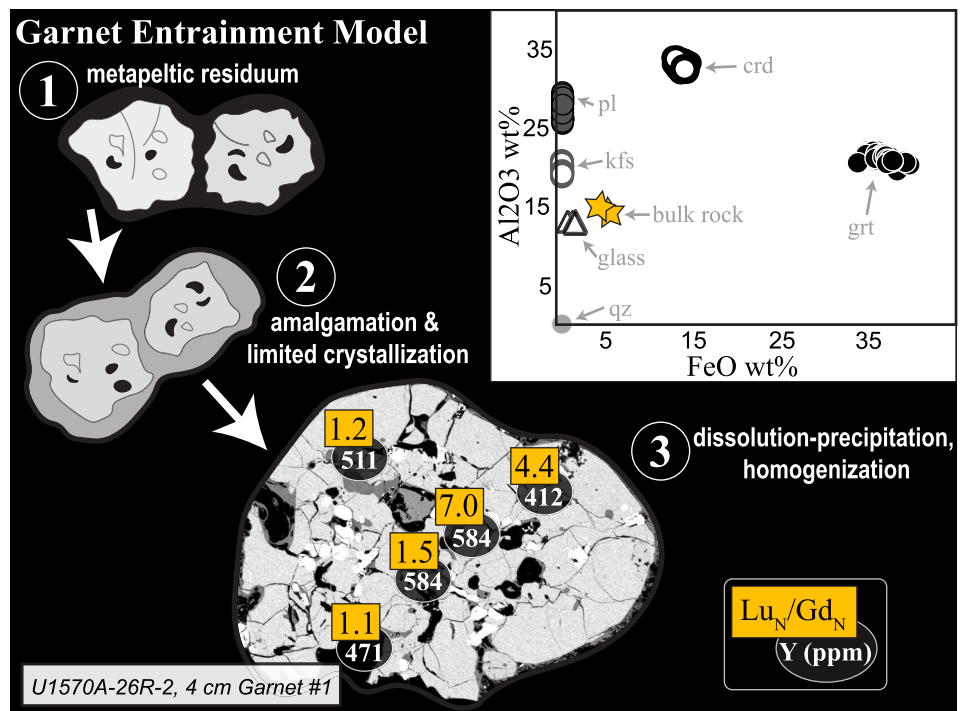 Garnet Entrainment Model
1
metapeltic residuum
2
amalgamation &
limited crystallization
3
dissolution-precipitation,
homogenization
35
25
15
5
Al2O3 wt%
5
15
25
35
FeO wt%
crd
pl
kfs
bulk rock
glass
grt
qz
1.2
511
4.4
412
7.0
584
1.5
584
1.1
471
LuN/GdN
Y (ppm)
U1570A-26R-2, 4 cm Garnet #1